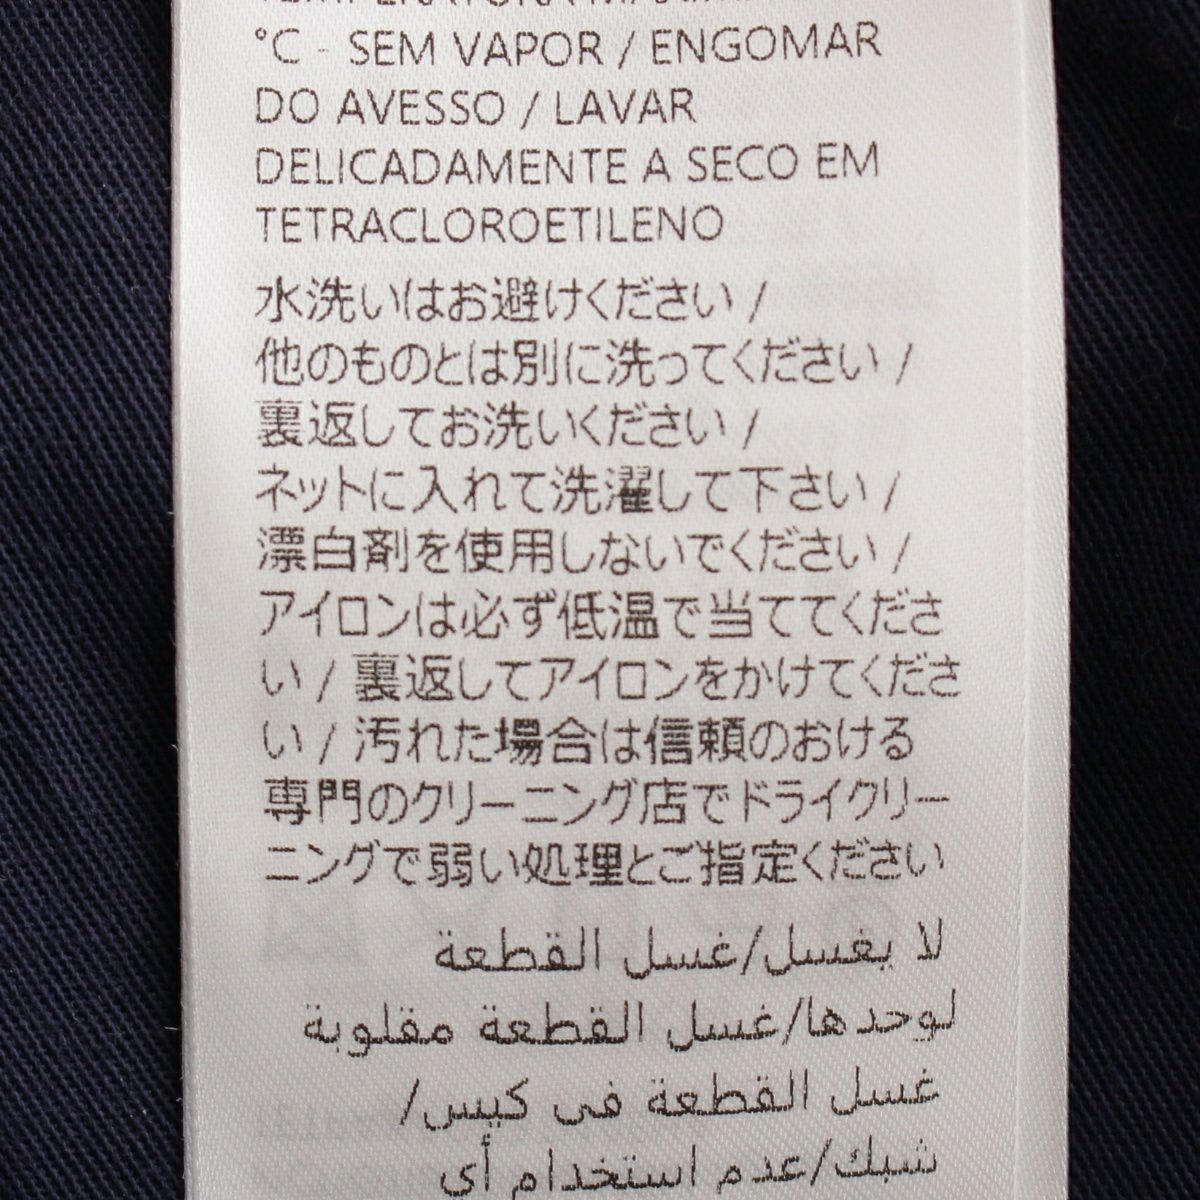 °C - SEM VAPOR / ENGOMAR
DO AVESSO / LAVAR
DELICADAMENTE A SECO EM
TETRACLOROETILENO
水洗いはお避けください /
他のものとは別に洗ってください /
裏返してお洗いください /
ネットに入れて洗濯して下さい /
漂白剤を使用しないでください /
アイロンは必ず低温で当ててくださ
い / 裏返してアイロンをかけてくださ
い / 汚れた場合は信頼のおける
専門のクリーニング店でドライクリー
ニングで弱い処理とご指定ください
لا يغسل/غسل القطعة
لوحدها/غسل القطعة مقلوبة
غسل القطعة في كيس/
شبك/عدم استخدام أي